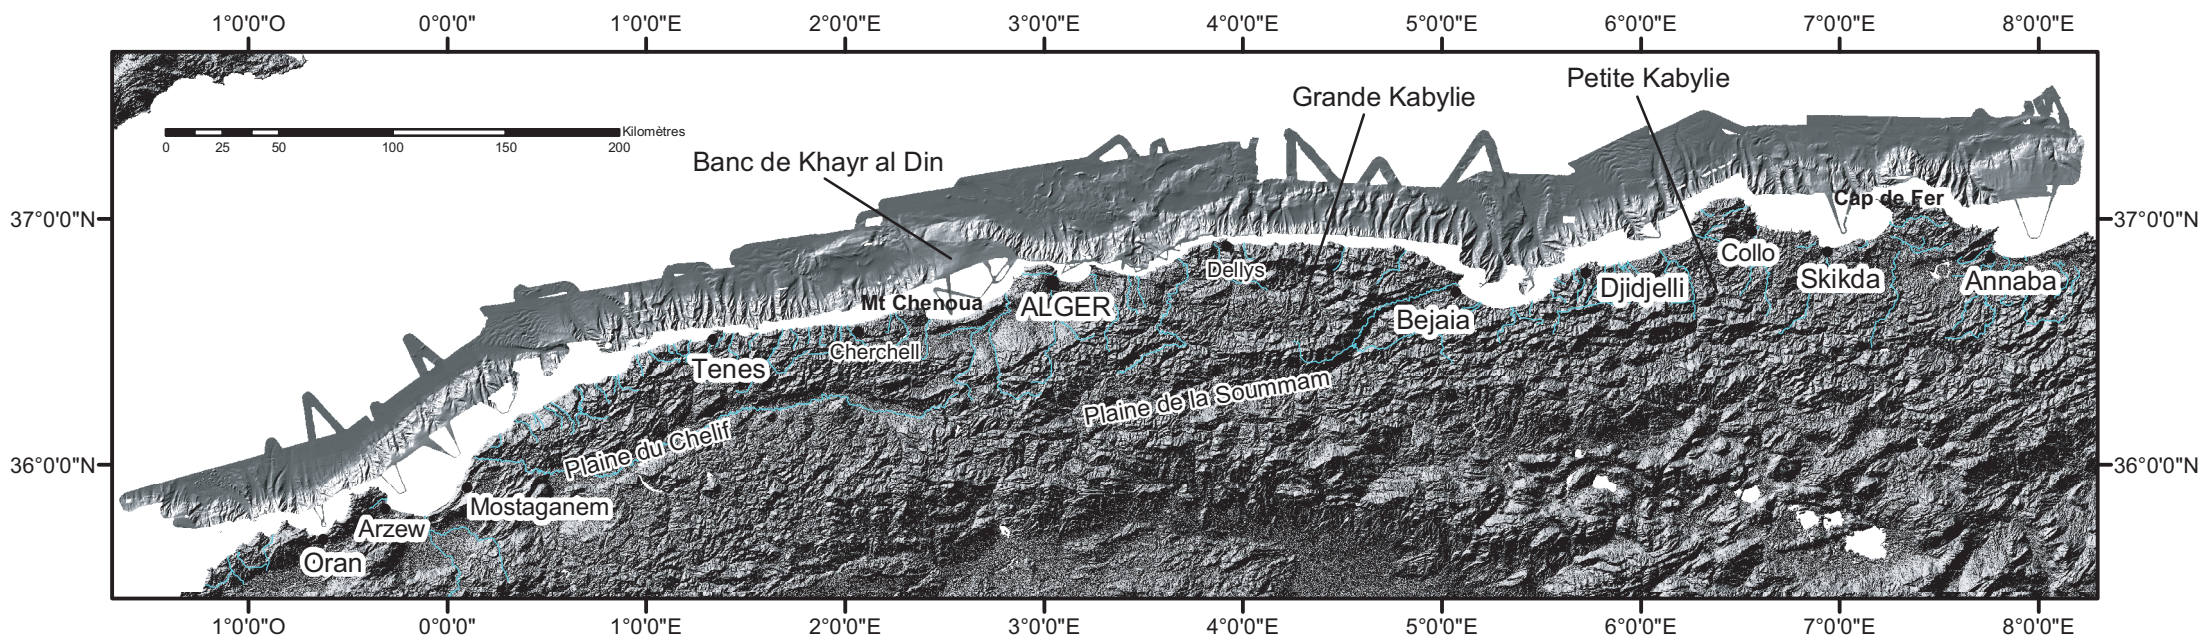 1°0'0"O 0°0'0" 1°0'0"E 2°0'0"E 3°0'0"E 4°0'0"E 5°0'0"E 6°0'0"E 7°0'0"E 8°0'0"E
Petite Kabylie
Grande Kabylie
Kilomètres
0 25 50 100 150 200
Banc de Khayr al Din
37°0'0"N 37°0'0"N
Cap de Fer
Collo
Dellys
Skikda
Annaba
Djidjelli
Mt Chenoua
ALGER
Bejaia
Cherchell
Tenes
Plaine de la Soummam
Plaine du Chelif
36°0'0"N 36°0'0"N
Mostaganem
Arzew
Oran
1°0'0"O 0°0'0" 1°0'0"E 2°0'0"E 3°0'0"E 4°0'0"E 5°0'0"E 6°0'0"E 7°0'0"E 8°0'0"E